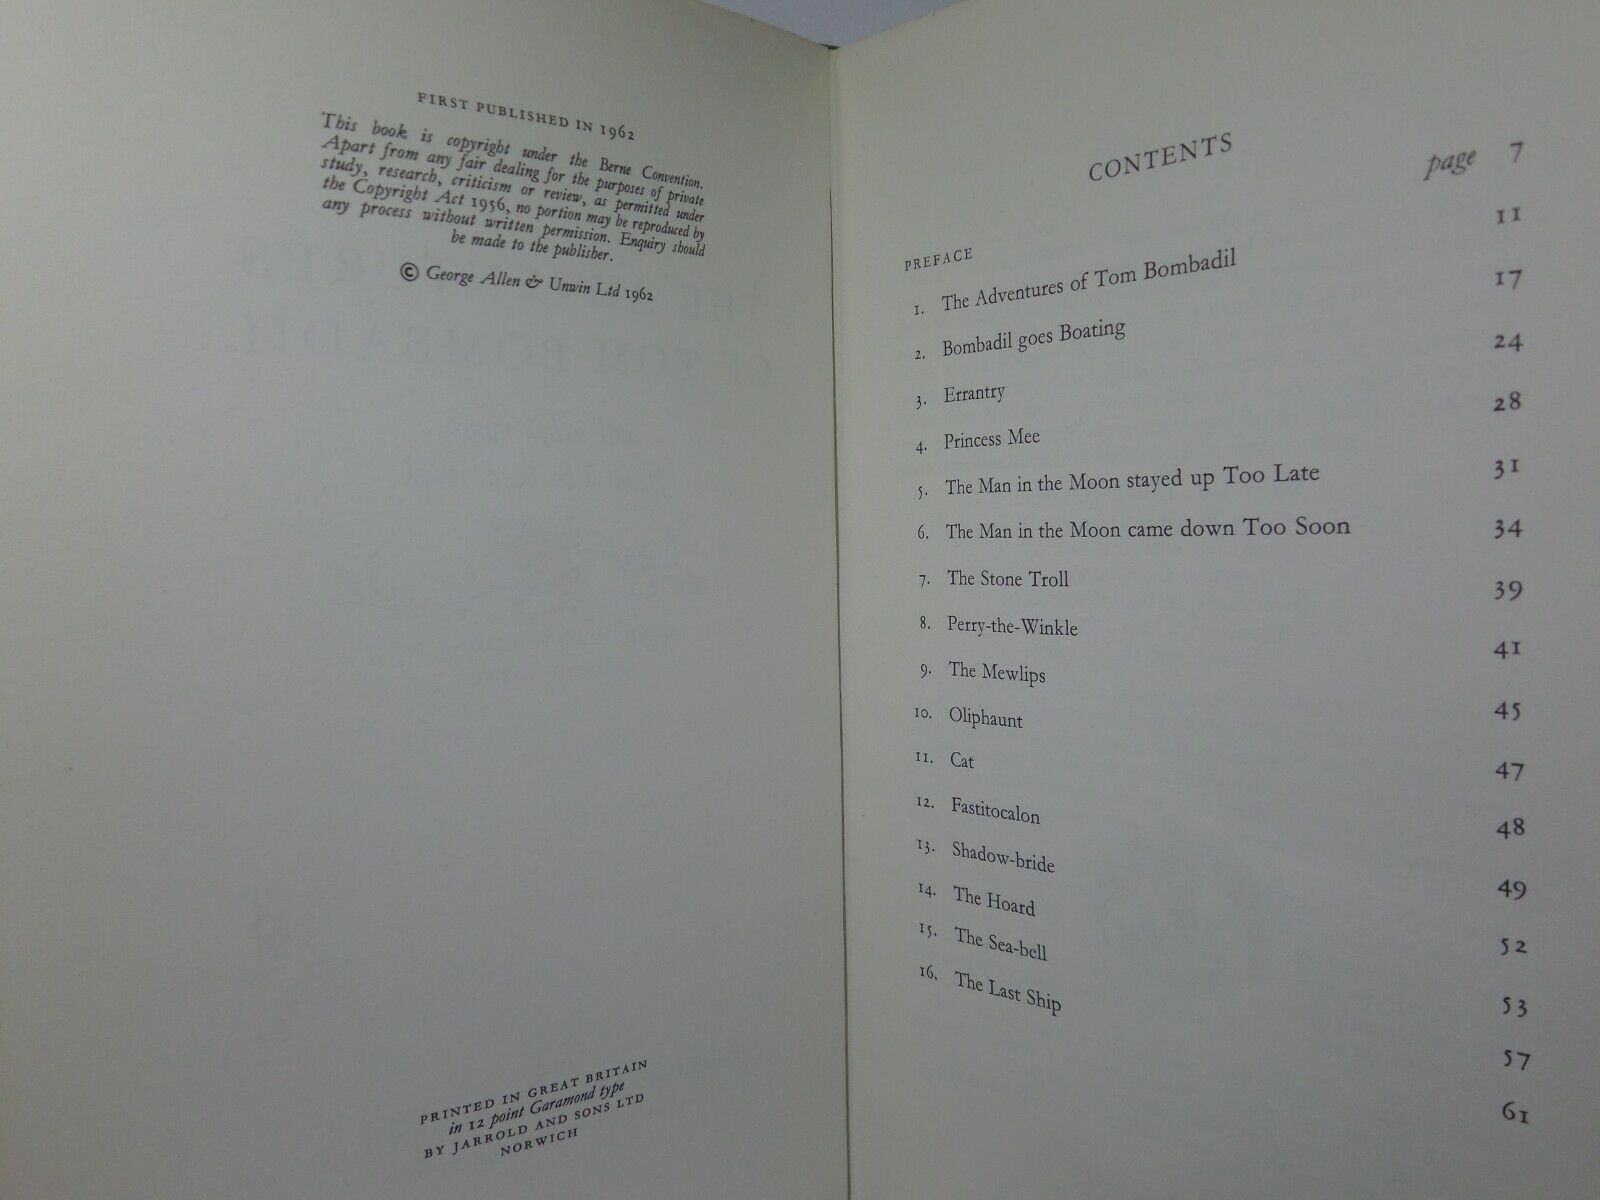 FIRST PUBLISHED IN 1962
This book is copyright under the Berne Convention.
Apart from any fair dealing for the purposes of private
study, research, criticism or review, as permitted under
the Copyright Act 1956, no portion may be reproduced by
any process without written permission. Enquiry should
be made to the publisher.
© George Allen & Unwin Ltd 1962
PRINTED IN GREAT BRITAIN
in 12 point Garamond type
BY JARROLD AND SONS LTD
NORWICH
CONTENTS
PREFACE page 7
1. The Adventures of Tom Bombadil 11
2. Bombadil goes Boating 17
3. Errantry 24
4. Princess Mee 28
5. The Man in the Moon stayed up Too Late 31
6. The Man in the Moon came down Too Soon 34
7. The Stone Troll 39
8. Perry-the-Winkle 41
9. The Mewlips 45
10. Oliphaunt 47
11. Cat 48
12. Fastitocalon 49
13. Shadow-bride 52
14. The Hoard 53
15. The Sea-bell 57
16. The Last Ship 61